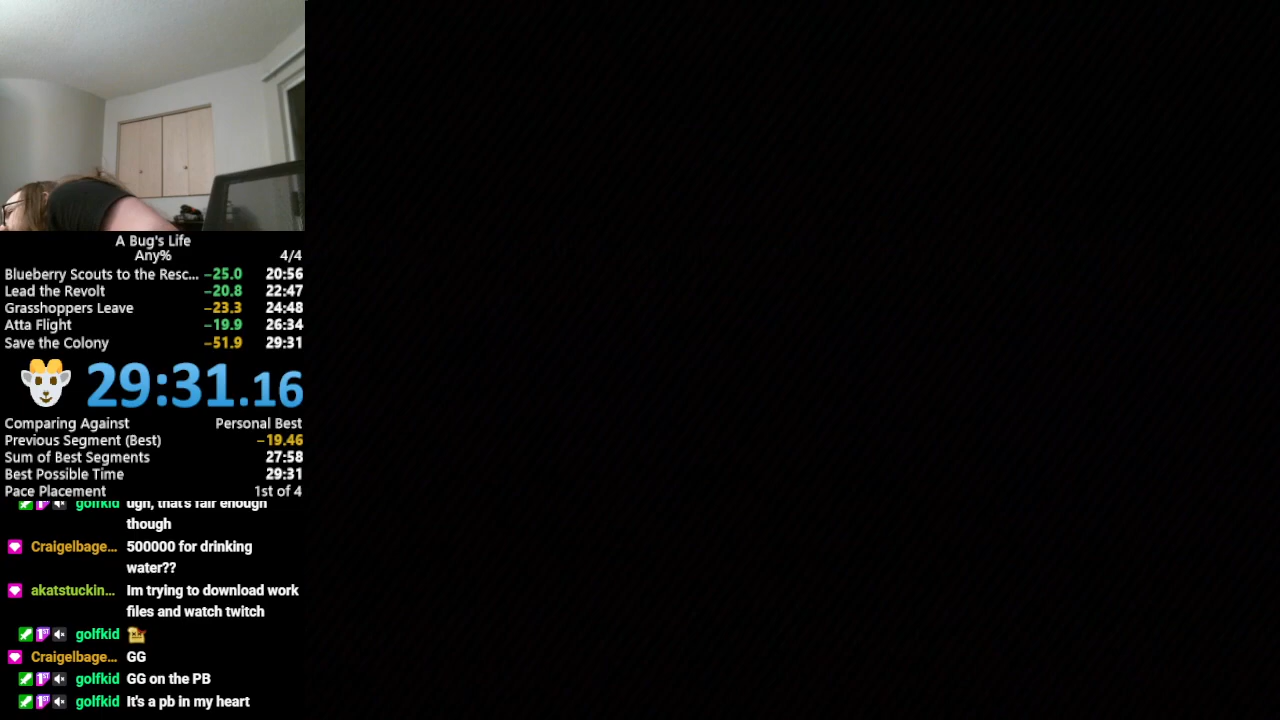 A Bug's Life
Any% 4/4
Blueberry Scouts to the Resc... −25.0 20:56
Lead the Revolt −20.8 22:47
Grasshoppers Leave −23.3 24:48
Atta Flight −19.9 26:34
Save the Colony −51.9 29:31
29:31.16
Comparing Against Personal Best
Previous Segment (Best) −19.46
Sum of Best Segments 27:58
Best Possible Time 29:31
Pace Placement 1st of 4
golfkid ugh, that's fair enough
though
Craigelbage... 500000 for drinking
water??
akatstuckin... Im trying to download work
files and watch twitch
golfkid
Craigelbage... GG
golfkid GG on the PB
golfkid It's a pb in my heart